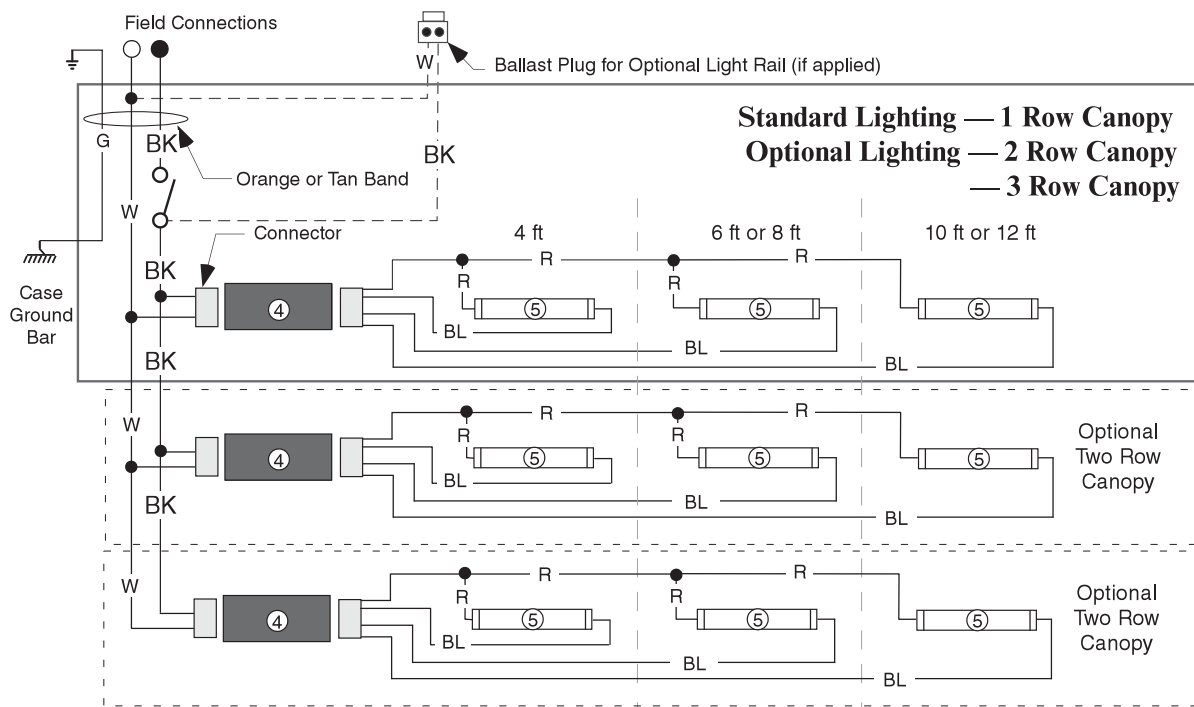 Field Connections
W
Ballast Plug for Optional Light Rail (if applied)
Standard Lighting — 1 Row Canopy
Optional Lighting — 2 Row Canopy
— 3 Row Canopy
G
BK
BK
Orange or Tan Band
W
Connector
4 ft
6 ft or 8 ft
10 ft or 12 ft
BK
R
R
R
R
Case
Ground
Bar
4
5
5
5
BL
BL
BL
BK
W
R
R
R
R
4
5
5
5
BL
BL
BL
Optional
Two Row
Canopy
BK
W
R
R
R
R
4
5
5
5
BL
BL
BL
Optional
Two Row
Canopy